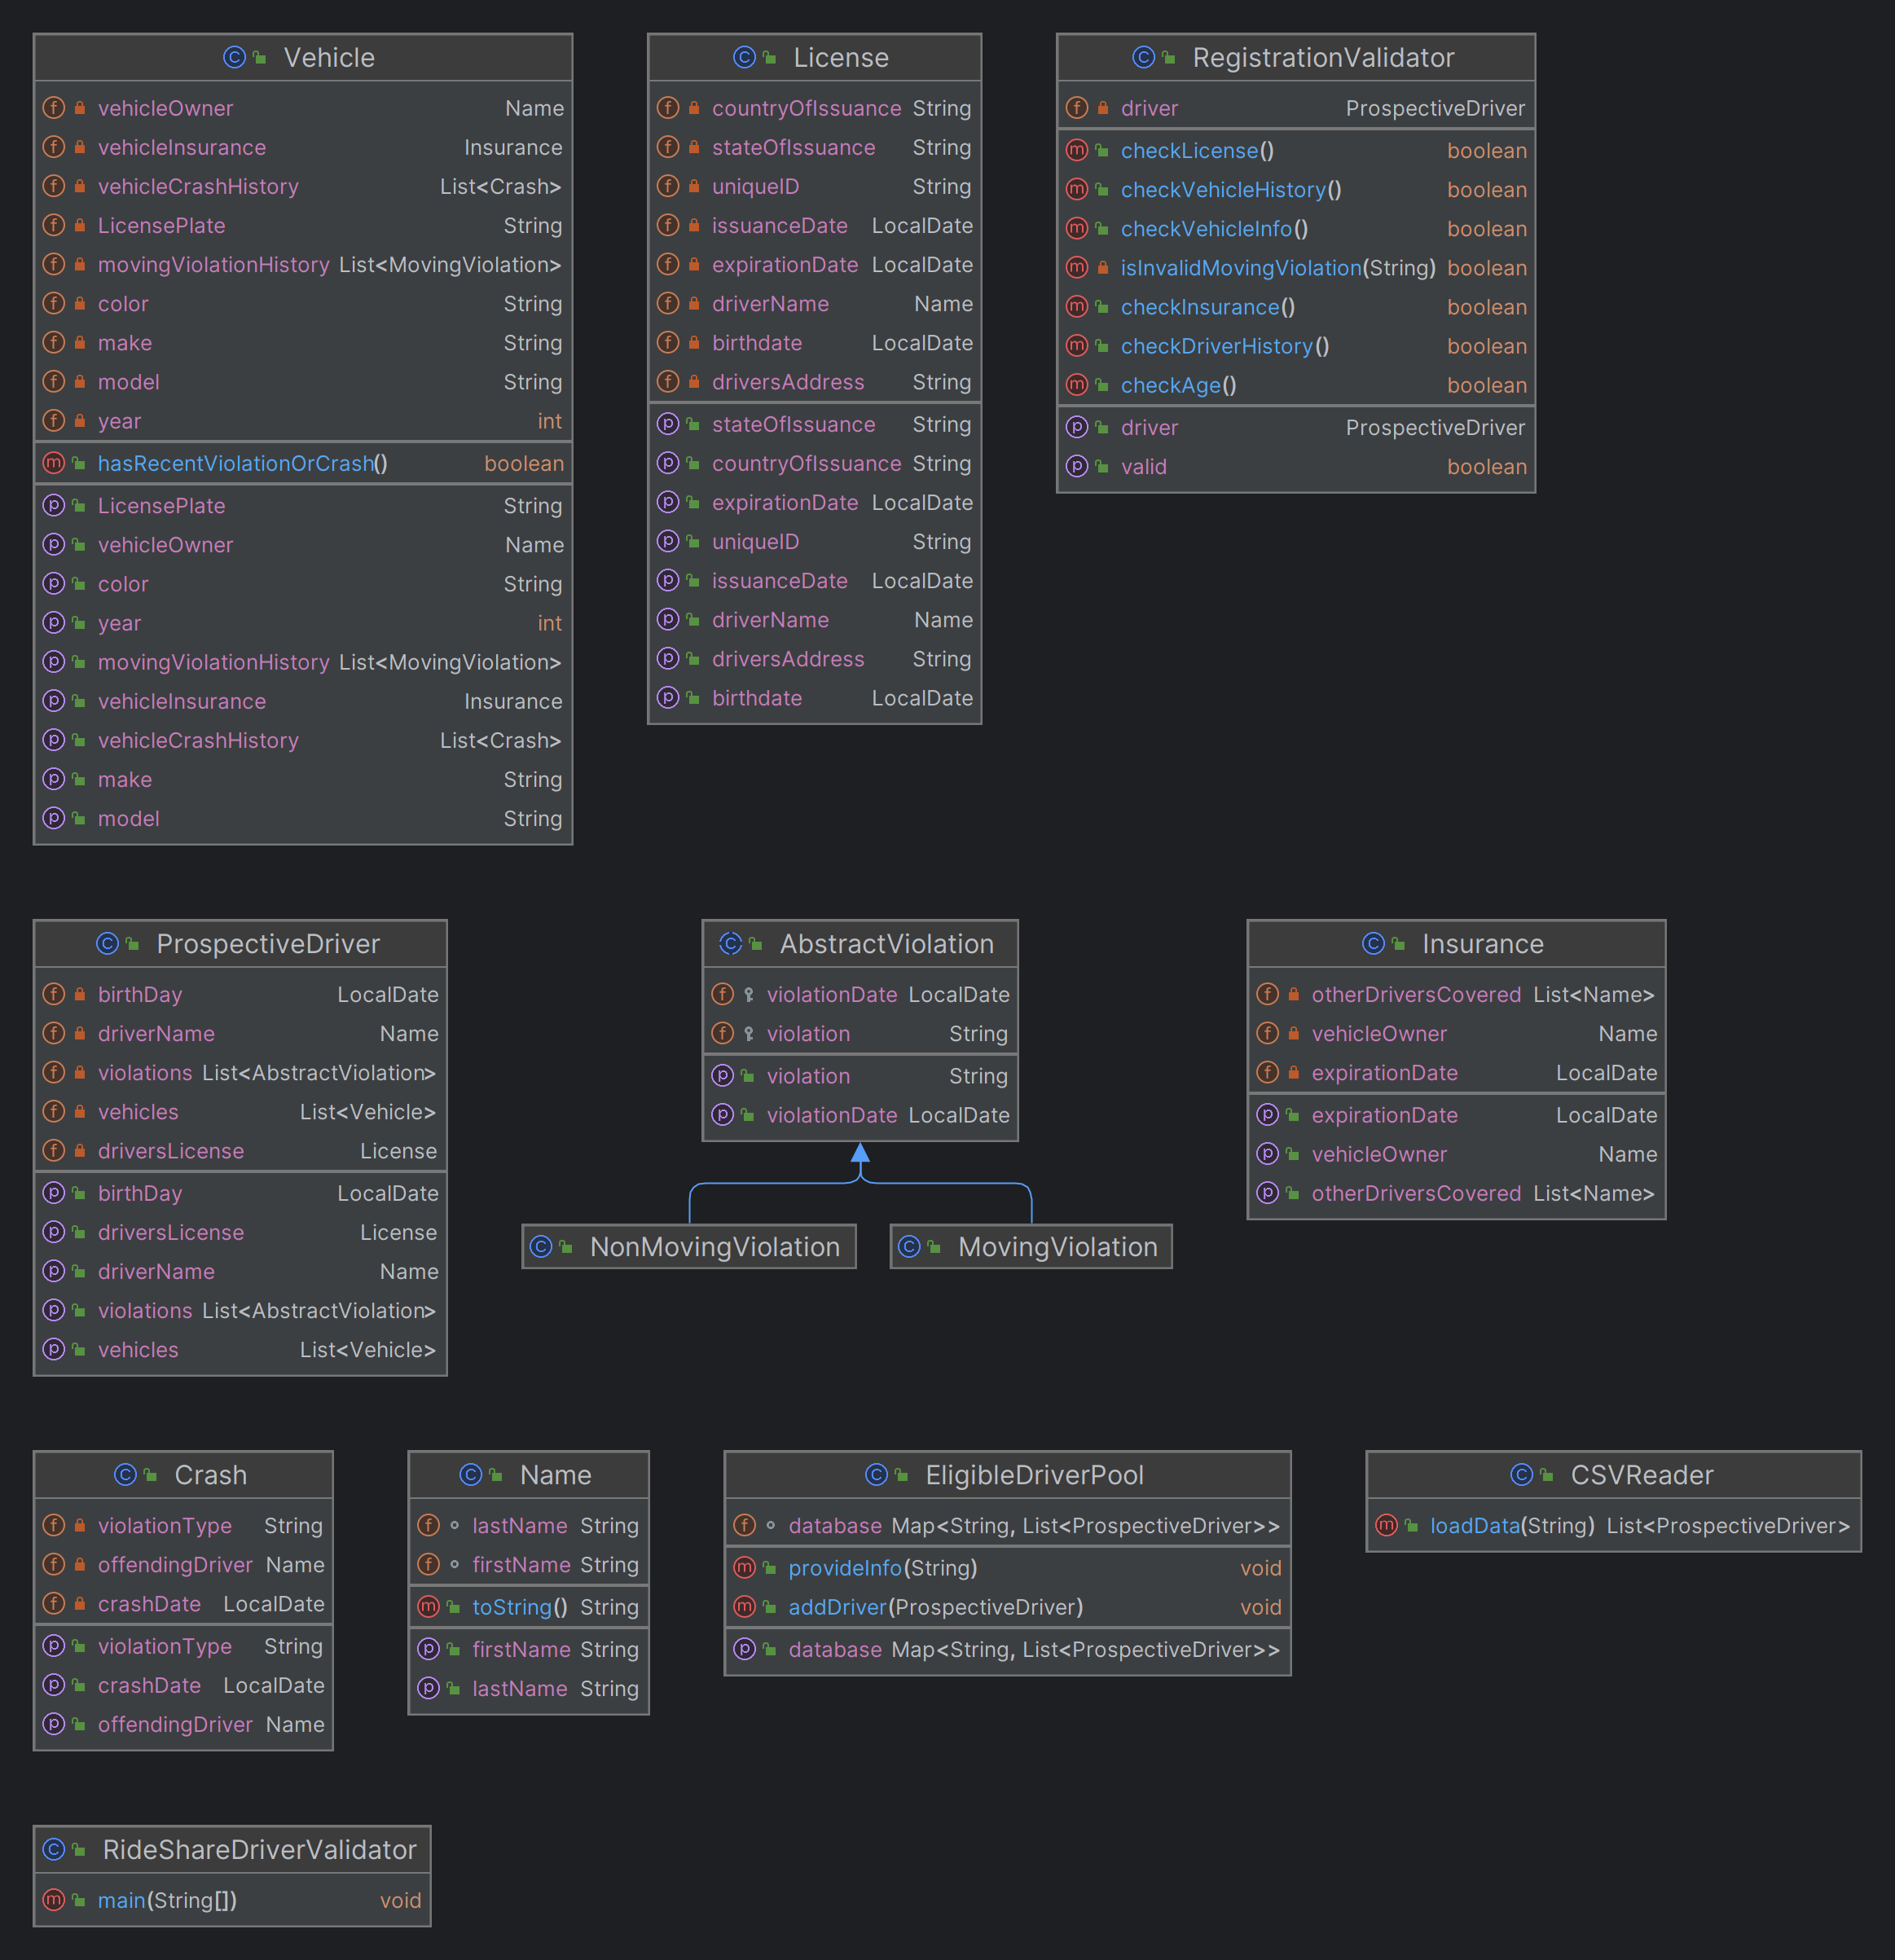 Vehicle
vehicleOwner Name
vehicleInsurance Insurance
vehicleCrashHistory List<Crash>
LicensePlate String
movingViolationHistory List<MovingViolation>
color String
make String
model String
year int
hasRecentViolationOrCrash() boolean
LicensePlate String
vehicleOwner Name
color String
year int
movingViolationHistory List<MovingViolation>
vehicleInsurance Insurance
vehicleCrashHistory List<Crash>
make String
model String
License
countryOfIssuance String
stateOfIssuance String
uniqueID String
issuanceDate LocalDate
expirationDate LocalDate
driverName Name
birthdate LocalDate
driversAddress String
stateOfIssuance String
countryOfIssuance String
expirationDate LocalDate
uniqueID String
issuanceDate LocalDate
driverName Name
driversAddress String
birthdate LocalDate
RegistrationValidator
driver ProspectiveDriver
checkLicense() boolean
checkVehicleHistory() boolean
checkVehicleInfo() boolean
isInvalidMovingViolation(String) boolean
checkInsurance() boolean
checkDriverHistory() boolean
checkAge() boolean
driver ProspectiveDriver
valid boolean
ProspectiveDriver
birthDay LocalDate
driverName Name
violations List<AbstractViolation>
vehicles List<Vehicle>
driversLicense License
birthDay LocalDate
driversLicense License
driverName Name
violations List<AbstractViolation>
vehicles List<Vehicle>
AbstractViolation
violationDate LocalDate
violation String
violation String
violationDate LocalDate
NonMovingViolation
MovingViolation
Insurance
otherDriversCovered List<Name>
vehicleOwner Name
expirationDate LocalDate
expirationDate LocalDate
vehicleOwner Name
otherDriversCovered List<Name>
Crash
violationType String
offendingDriver Name
crashDate LocalDate
violationType String
crashDate LocalDate
offendingDriver Name
Name
lastName String
firstName String
toString() String
firstName String
lastName String
EligibleDriverPool
database Map<String, List<ProspectiveDriver>>
provideInfo(String) void
addDriver(ProspectiveDriver) void
database Map<String, List<ProspectiveDriver>>
CSVReader
loadData(String) List<ProspectiveDriver>
RideShareDriverValidator
main(String[]) void